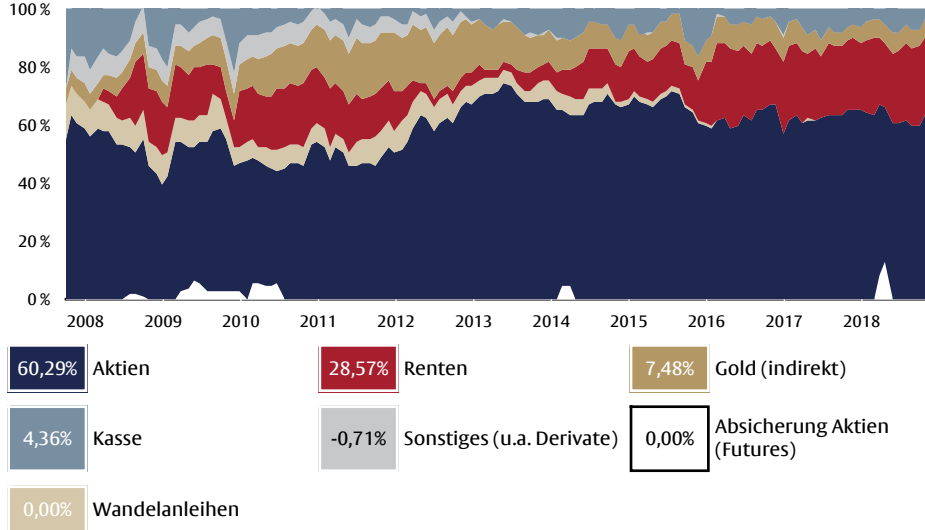 100 %
80 %
60 %
40 %
20 %
0 %
2008 2009 2010 2011 2012 2013 2014 2015 2016 2017 2018
60,29% Aktien 28,57% Renten 7,48% Gold (indirekt)
4,36% Kasse -0,71% Sonstiges (u.a. Derivate) 0,00% Absicherung Aktien
(Futures)
0,00% Wandelanleihen